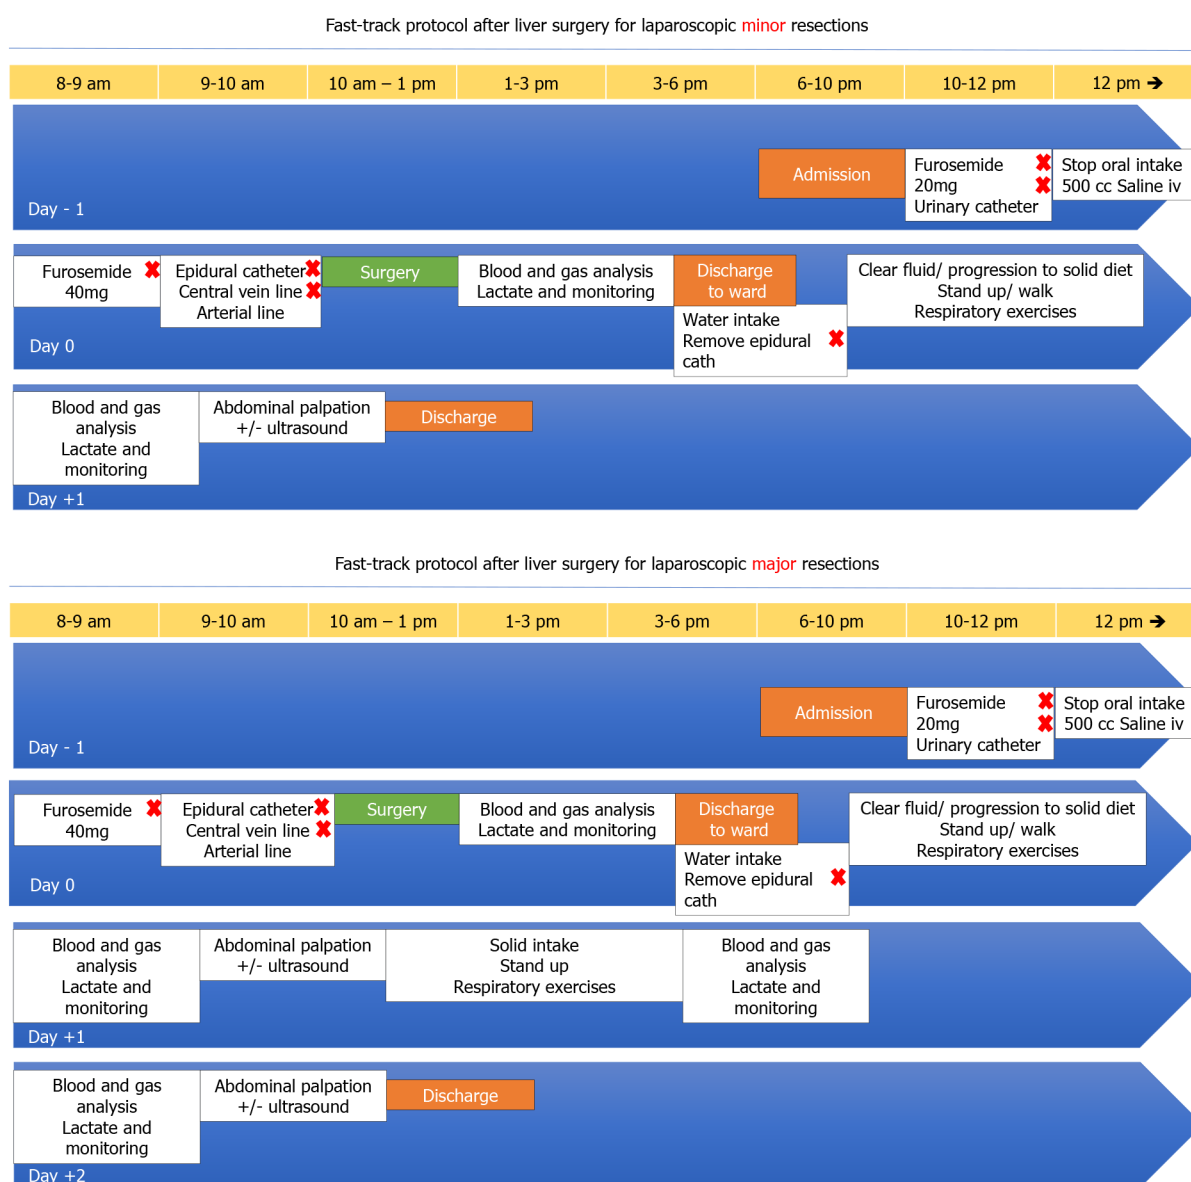 Fast-track protocol after liver surgery for laparoscopic minor resections
8-9 am
9-10 am
10 am – 1 pm
1-3 pm
3-6 pm
6-10 pm
10-12 pm
12 pm ➔
Day - 1
Admission
Furosemide
20mg
Urinary catheter
Stop oral intake
500 cc Saline iv
Day 0
Furosemide
40mg
Epidural catheter
Central vein line
Arterial line
Surgery
Blood and gas analysis
Lactate and monitoring
Discharge
to ward
Water intake
Remove epidural
cath
Clear fluid/ progression to solid diet
Stand up/ walk
Respiratory exercises
Day +1
Blood and gas
analysis
Lactate and
monitoring
Abdominal palpation
+/- ultrasound
Discharge
Fast-track protocol after liver surgery for laparoscopic major resections
8-9 am
9-10 am
10 am – 1 pm
1-3 pm
3-6 pm
6-10 pm
10-12 pm
12 pm ➔
Day - 1
Admission
Furosemide
20mg
Urinary catheter
Stop oral intake
500 cc Saline iv
Day 0
Furosemide
40mg
Epidural catheter
Central vein line
Arterial line
Surgery
Blood and gas analysis
Lactate and monitoring
Discharge
to ward
Water intake
Remove epidural
cath
Clear fluid/ progression to solid diet
Stand up/ walk
Respiratory exercises
Day +1
Blood and gas
analysis
Lactate and
monitoring
Abdominal palpation
+/- ultrasound
Solid intake
Stand up
Respiratory exercises
Blood and gas
analysis
Lactate and
monitoring
Day +2
Blood and gas
analysis
Lactate and
monitoring
Abdominal palpation
+/- ultrasound
Discharge